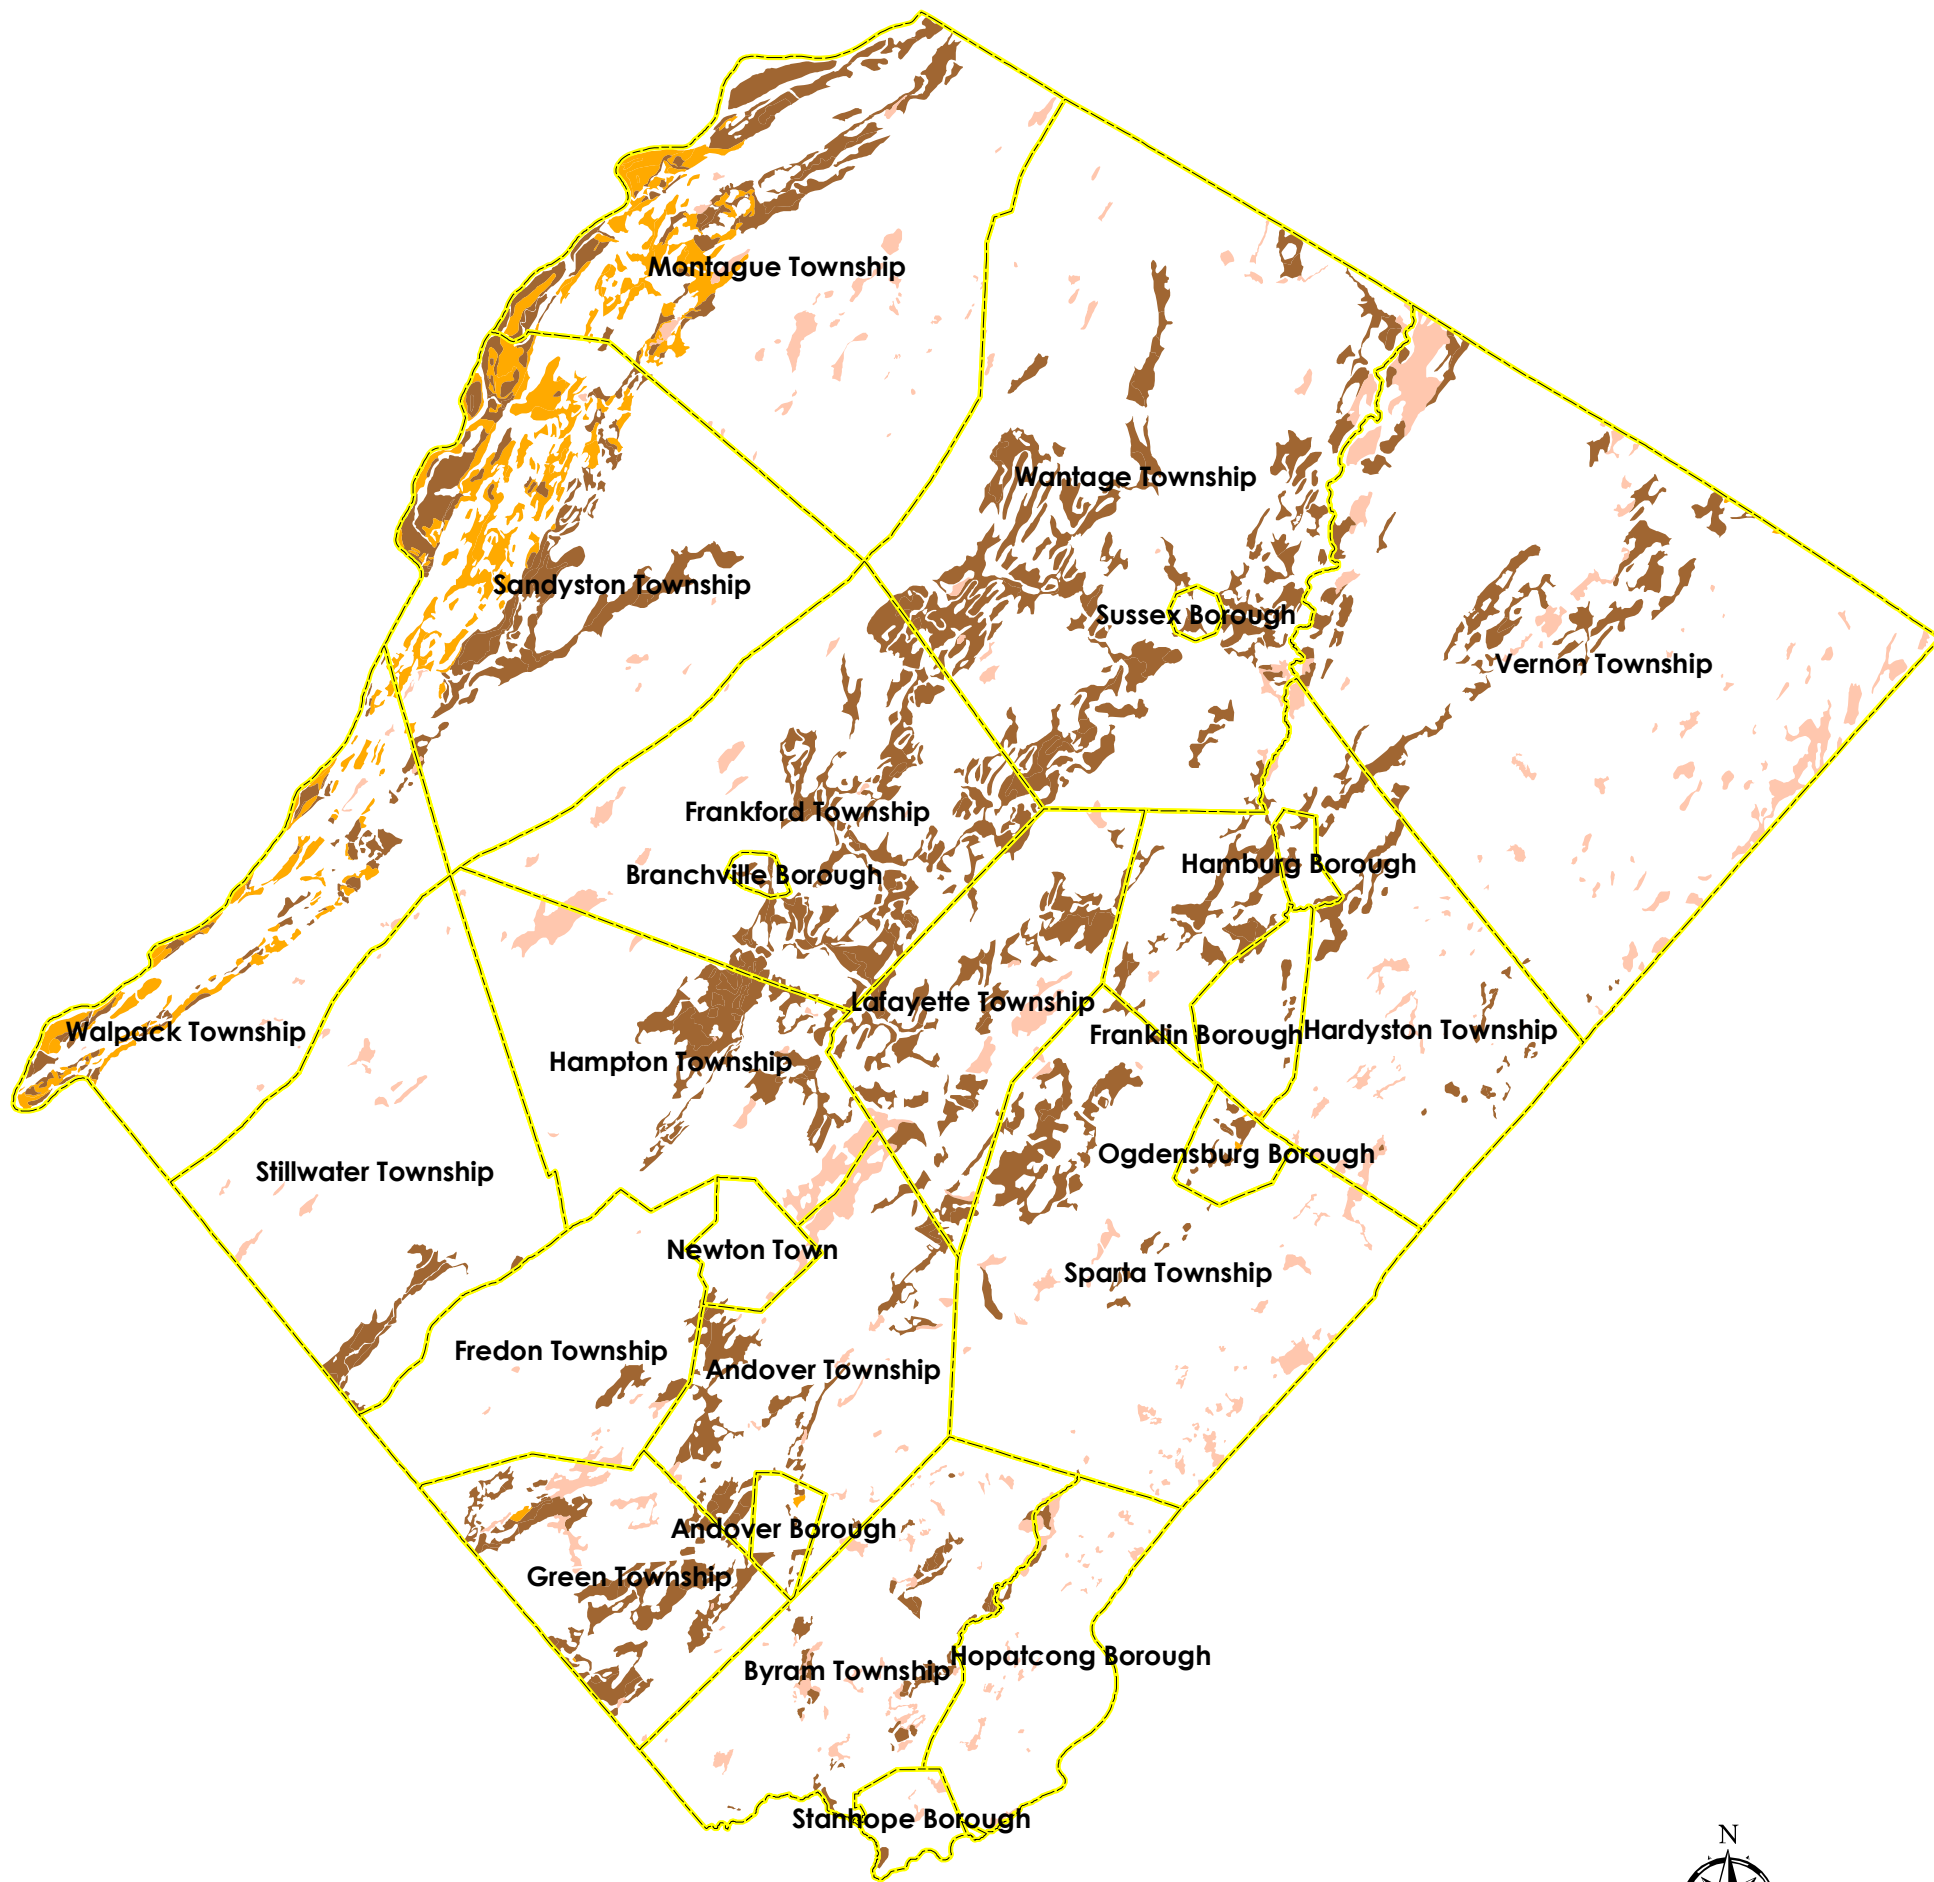 Montague Township
Wantage Township
Sandyston Township
Sussex Borough
Vernon Township
Frankford Township
Hamburg Borough
Branchville Borough
Lafayette Township
Walpack Township
Franklin Borough
Hardyston Township
Hampton Township
Ogdensburg Borough
Stillwater Township
Newton Town
Sparta Township
Fredon Township
Andover Township
Andover Borough
Green Township
Hopatcong Borough
Byram Township
Stanhope Borough
N